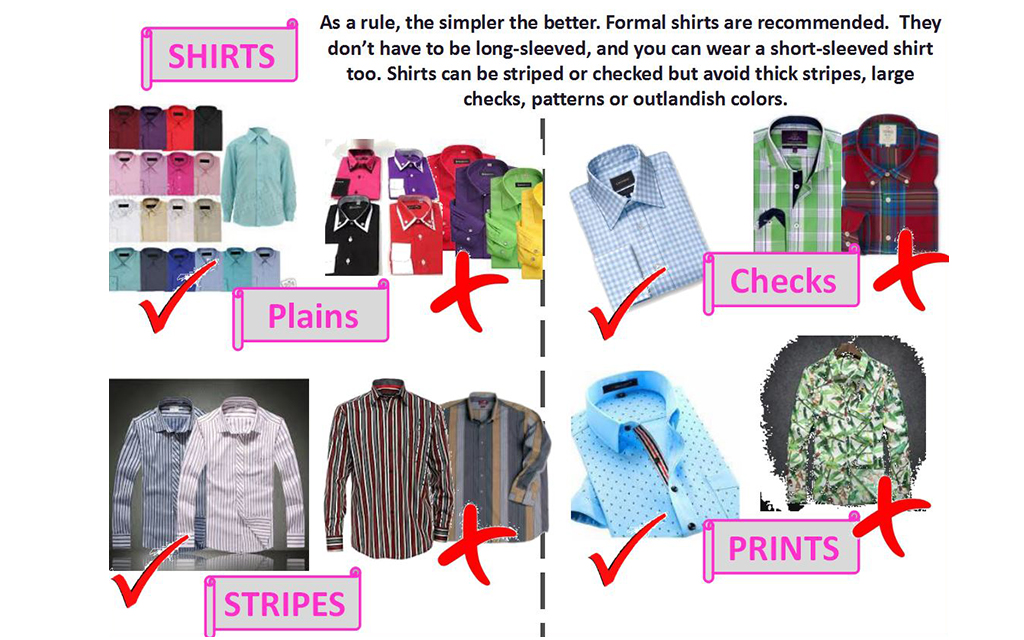 SHIRTS
As a rule, the simpler the better. Formal shirts are recommended.  They
don’t have to be long-sleeved, and you can wear a short-sleeved shirt
too. Shirts can be striped or checked but avoid thick stripes, large
checks, patterns or outlandish colors.
Plains
Checks
STRIPES
PRINTS